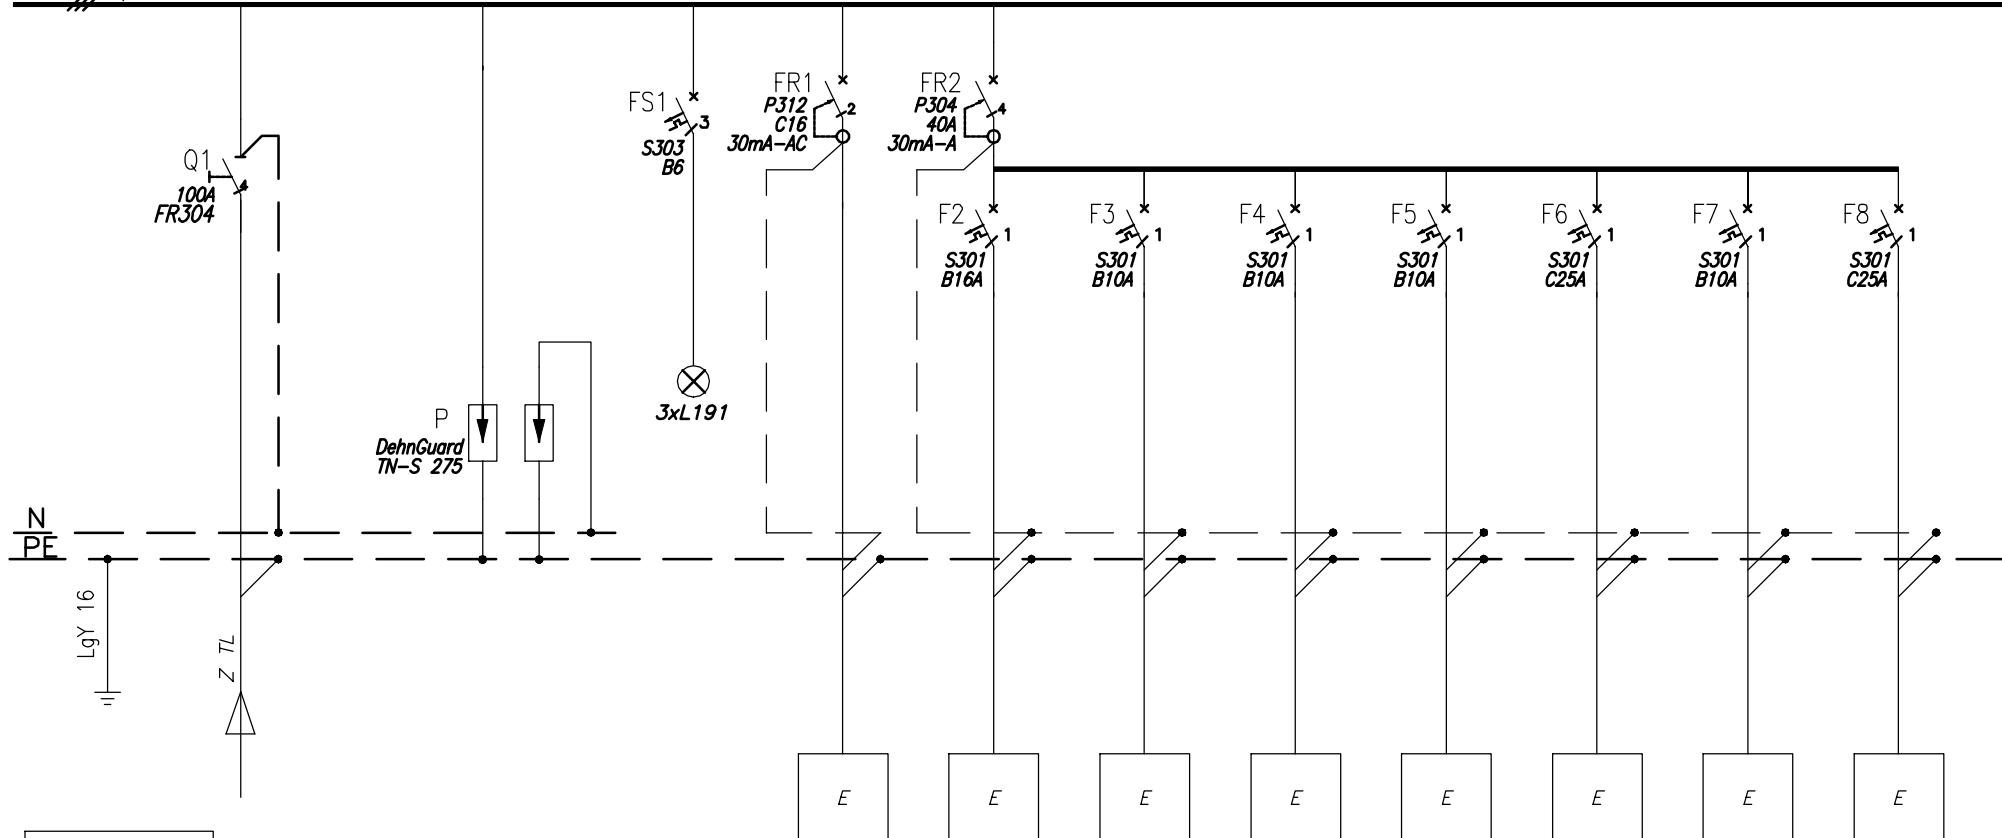 FS1
3
S303
B6
FR1
P312
C16
30mA-AC
2
FR2
P304
40A
30mA-A
4
Q1
100A
FR304
4
F2
1
S301
B16A
F3
1
S301
B10A
F4
1
S301
B10A
F5
1
S301
B10A
F6
1
S301
C25A
F7
1
S301
B10A
F8
1
S301
C25A
3xL191
P
DehnGuard
TN-S 275
N
PE
LgY 16
Z TL
E
E
E
E
E
E
E
E